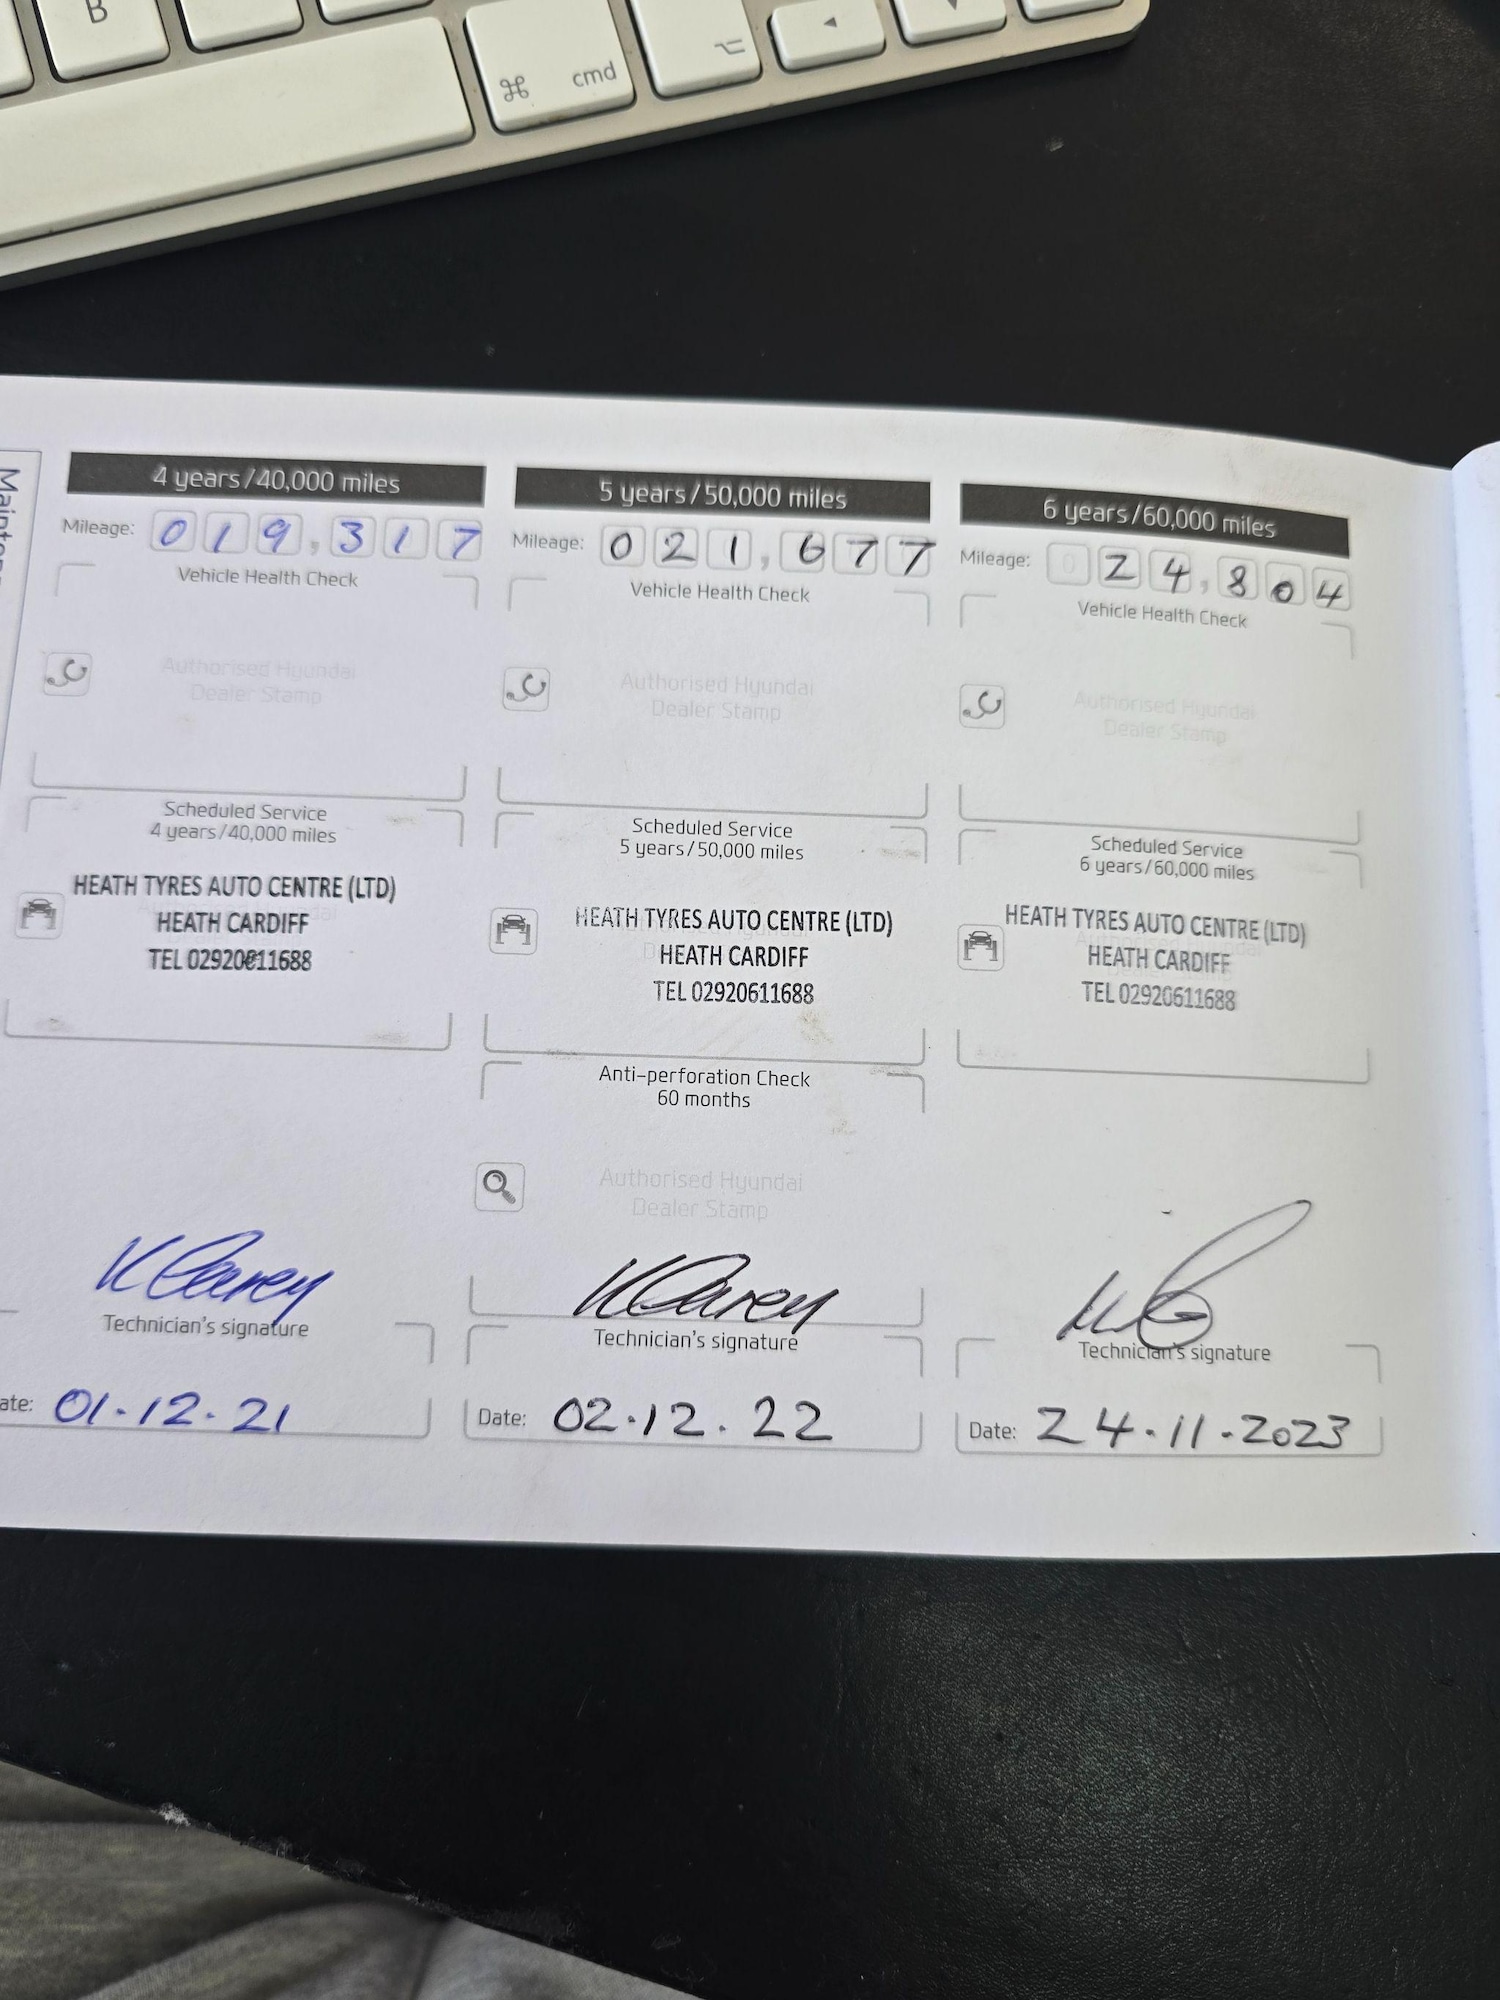 B
⌘ cmd
⌥
◄
▼
4 years/40,000 miles
Mileage: 019,317
Vehicle Health Check
Authorised Hyundai
Dealer Stamp
Scheduled Service
4 years/40,000 miles
HEATH TYRES AUTO CENTRE (LTD)
HEATH CARDIFF
TEL 02920611688
K Carey
Technician's signature
ate: 01.12.21
5 years/50,000 miles
Mileage: 021,677
Vehicle Health Check
Authorised Hyundai
Dealer Stamp
Scheduled Service
5 years/50,000 miles
HEATH TYRES AUTO CENTRE (LTD)
HEATH CARDIFF
TEL 02920611688
Anti-perforation Check
60 months
Authorised Hyundai
Dealer Stamp
K Carey
Technician's signature
Date: 02.12.22
6 years/60,000 miles
Mileage: 24,804
Vehicle Health Check
Authorised Hyundai
Dealer Stamp
Scheduled Service
6 years/60,000 miles
HEATH TYRES AUTO CENTRE (LTD)
HEATH CARDIFF
TEL 02920611688
Technician's signature
Date: 24.11.2023